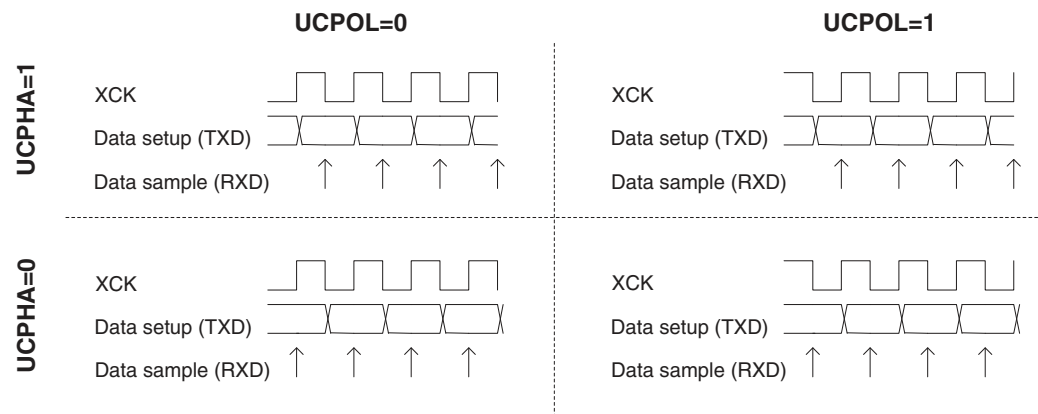 UCPOL=0
UCPOL=1
UCPHA=1
XCK
Data setup (TXD)
Data sample (RXD)
XCK
Data setup (TXD)
Data sample (RXD)
UCPHA=0
XCK
Data setup (TXD)
Data sample (RXD)
XCK
Data setup (TXD)
Data sample (RXD)